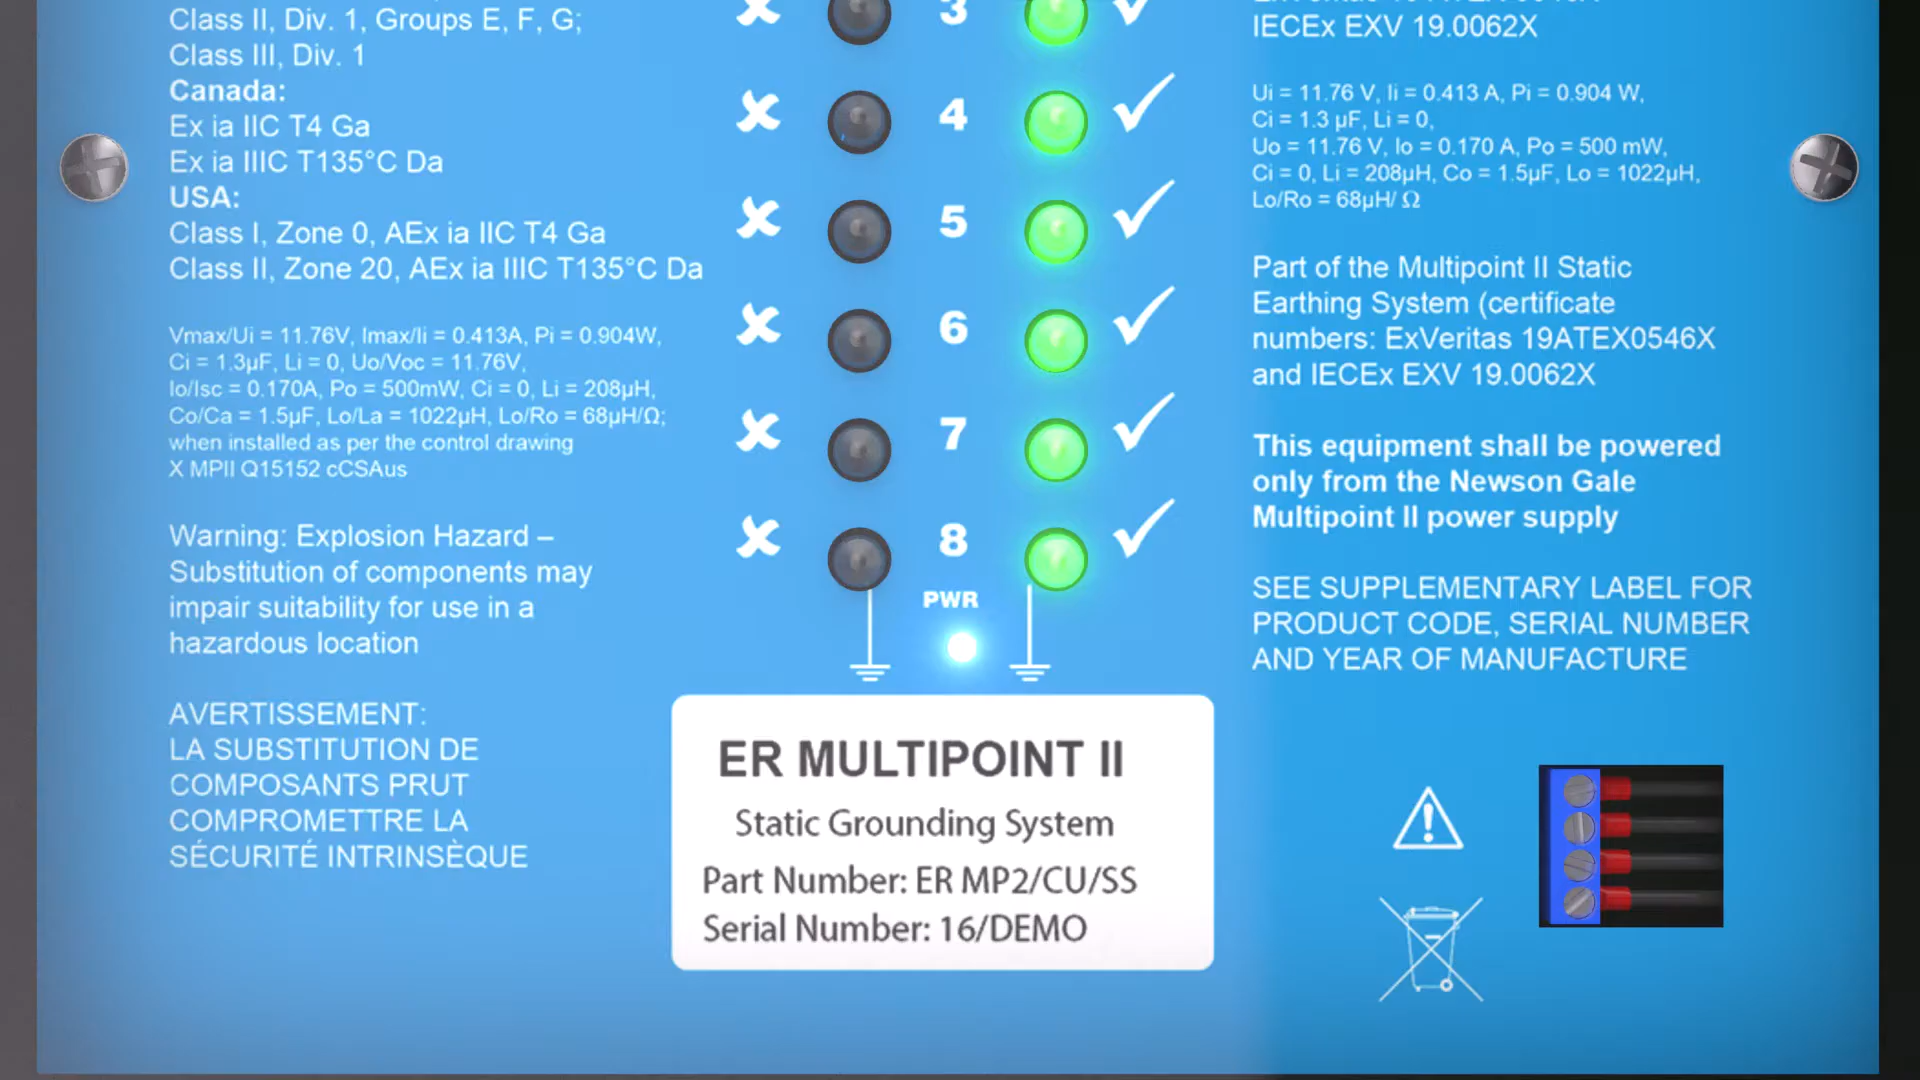 Class II, Div. 1, Groups E, F, G;
Class III, Div. 1
Canada:
Ex ia IIC T4 Ga
Ex ia IIIC T135°C Da
USA:
Class I, Zone 0, AEx ia IIC T4 Ga
Class II, Zone 20, AEx ia IIIC T135°C Da
Vmax/Ui = 11.76V, Imax/Ii = 0.413A, Pi = 0.904W,
Ci = 1.3µF, Li = 0, Uo/Voc = 11.76V,
Io/Isc = 0.170A, Po = 500mW, Ci = 0, Li = 208µH,
Co/Ca = 1.5µF, Lo/La = 1022µH, Lo/Ro = 68µH/Ω;
when installed as per the control drawing
X MPII Q15152 cCSAus
Warning: Explosion Hazard –
Substitution of components may
impair suitability for use in a
hazardous location
AVERTISSEMENT:
LA SUBSTITUTION DE
COMPOSANTS PRUT
COMPROMETTRE LA
SÉCURITÉ INTRINSÈQUE
3
4
5
6
7
8
PWR
ER MULTIPOINT II
Static Grounding System
Part Number: ER MP2/CU/SS
Serial Number: 16/DEMO
IECEx EXV 19.0062X
Ui = 11.76 V, Ii = 0.413 A, Pi = 0.904 W,
Ci = 1.3 µF, Li = 0,
Uo = 11.76 V, Io = 0.170 A, Po = 500 mW,
Ci = 0, Li = 208µH, Co = 1.5µF, Lo = 1022µH,
Lo/Ro = 68µH/ Ω
Part of the Multipoint II Static
Earthing System (certificate
numbers: ExVeritas 19ATEX0546X
and IECEx EXV 19.0062X
This equipment shall be powered
only from the Newson Gale
Multipoint II power supply
SEE SUPPLEMENTARY LABEL FOR
PRODUCT CODE, SERIAL NUMBER
AND YEAR OF MANUFACTURE